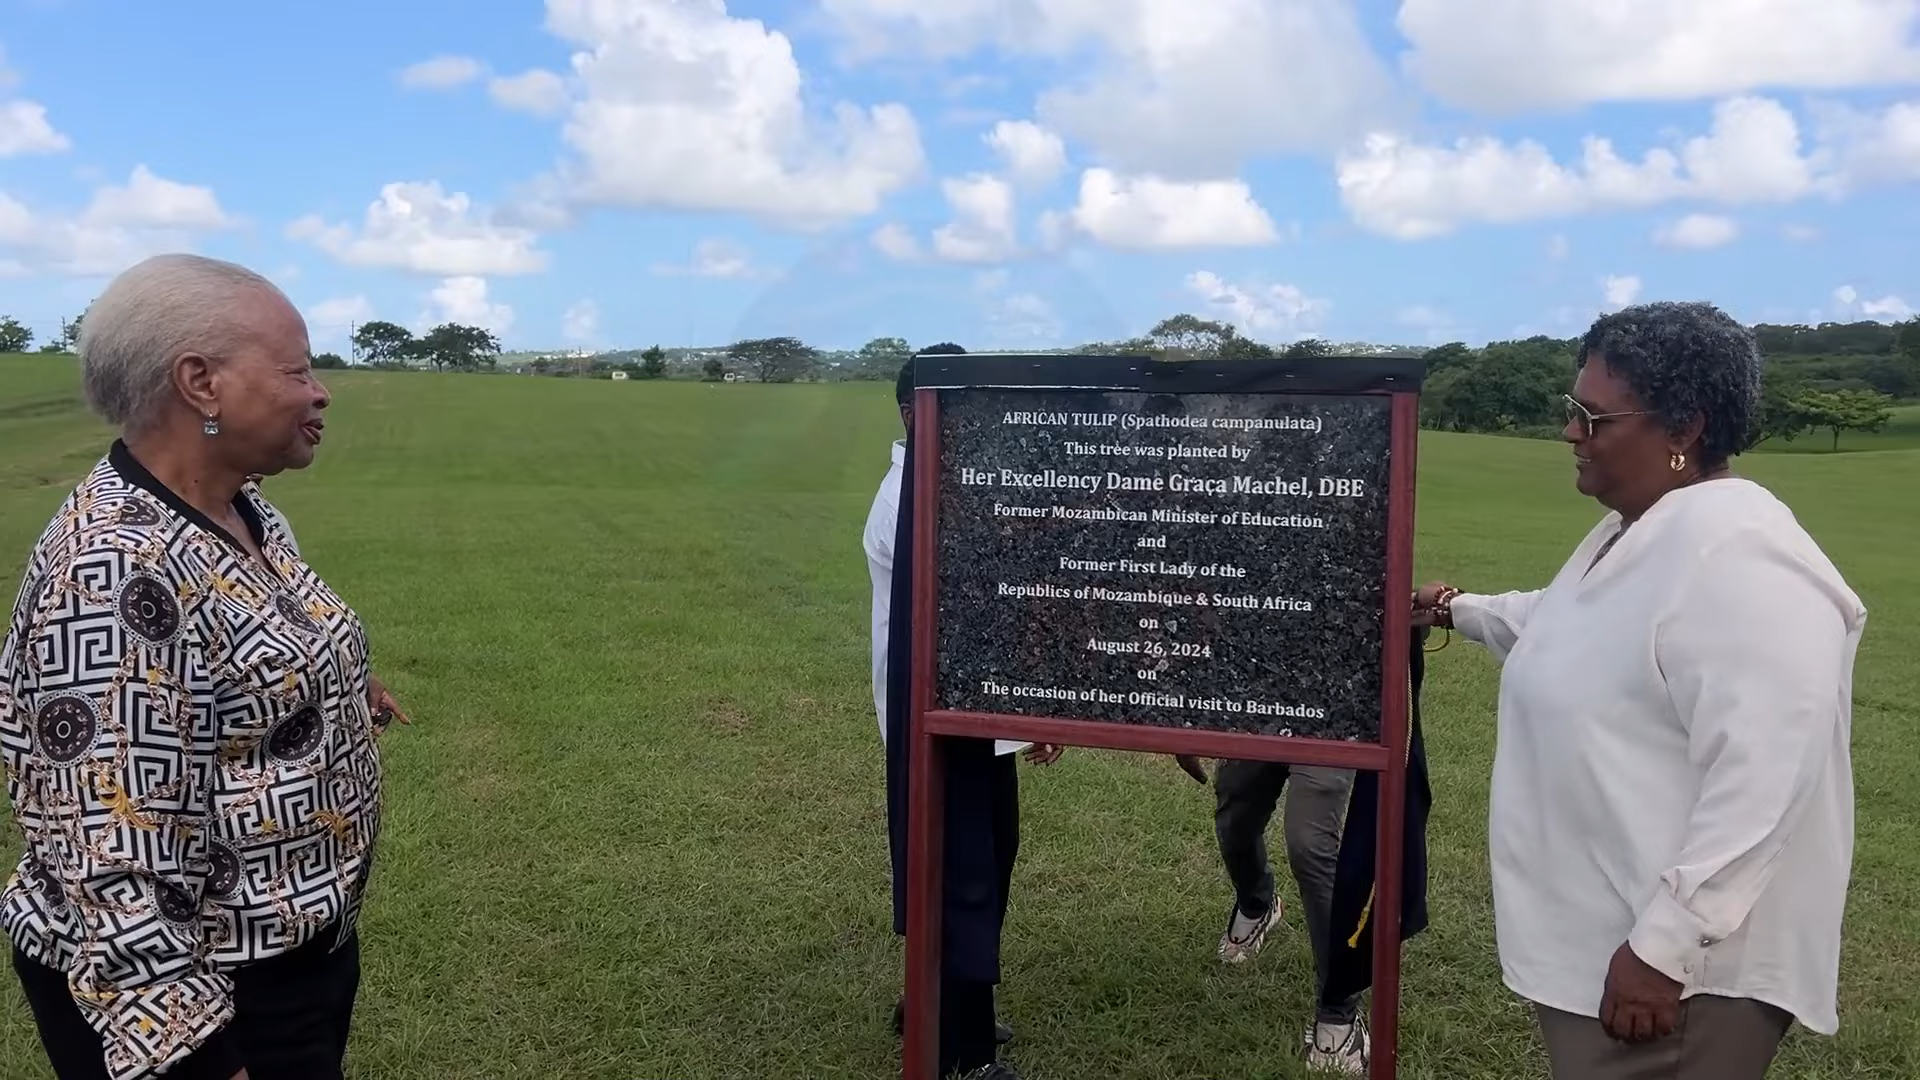 AFRICAN TULIP (Spathodea campanulata)
This tree was planted by
Her Excellency Dame Graça Machel, DBE
Former Mozambican Minister of Education
and
Former First Lady of the
Republics of Mozambique & South Africa
on
August 26, 2024
on
The occasion of her Official visit to Barbados